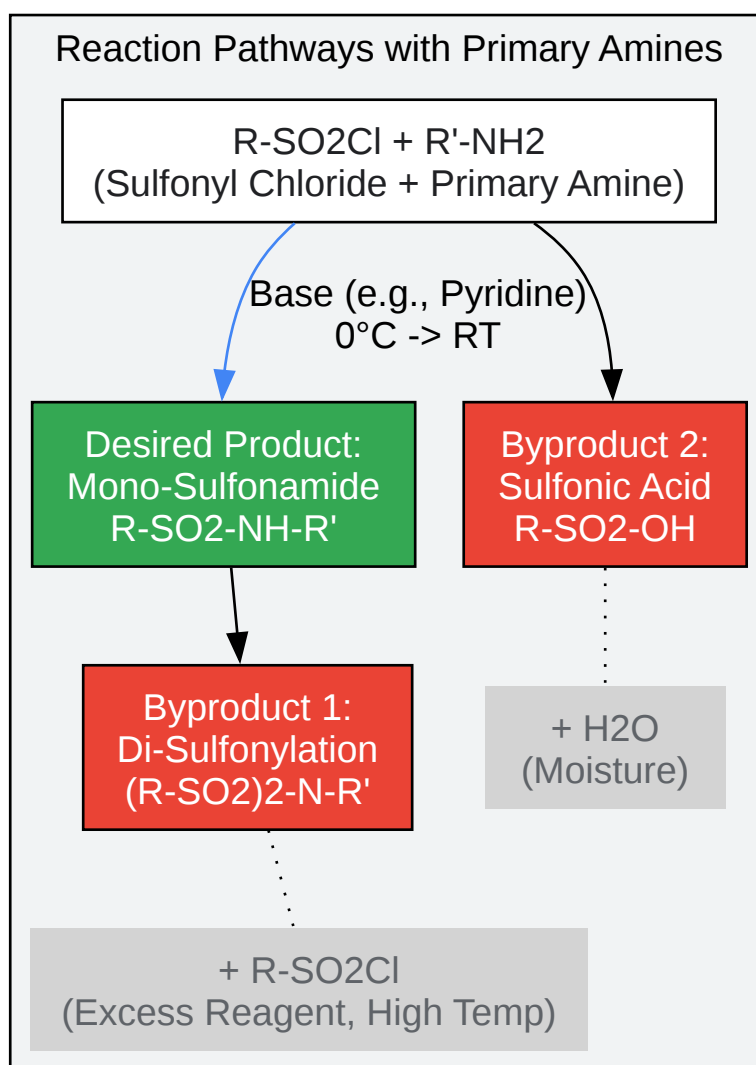 Reaction Pathways with Primary Amines
R-SO2Cl + R'-NH2
(Sulfonyl Chloride + Primary Amine)
Base (e.g., Pyridine)
0°C -> RT
Desired Product:
Mono-Sulfonamide
R-SO2-NH-R'
Byproduct 2:
Sulfonic Acid
R-SO2-OH
Byproduct 1:
Di-Sulfonylation
(R-SO2)2-N-R'
+ H2O
(Moisture)
+ R-SO2Cl
(Excess Reagent, High Temp)